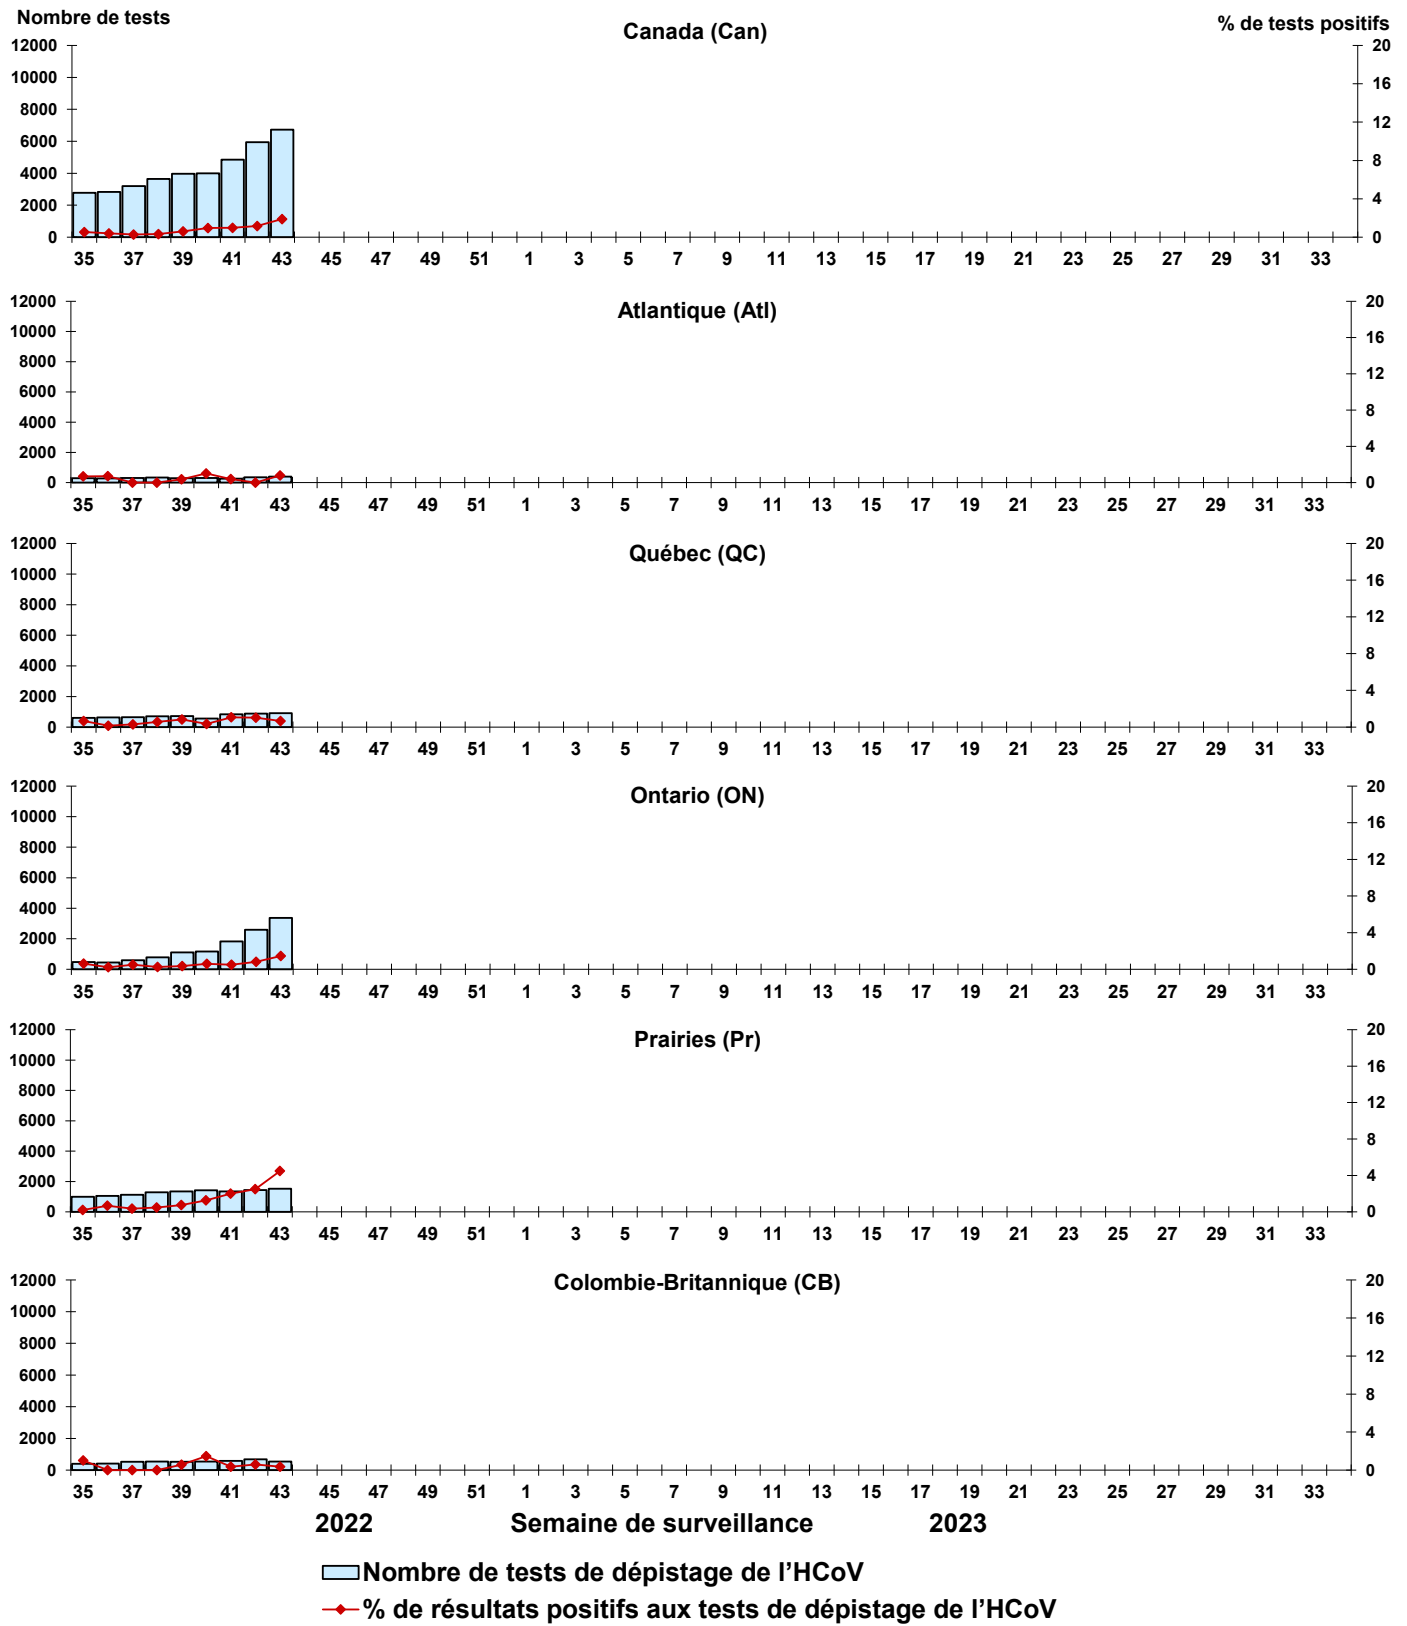 Nombre de tests
Canada (Can)
% de tests positifs
12000 20
10000 16
8000 12
6000 8
4000 4
2000 0
0
35 37 39 41 43 45 47 49 51 1 3 5 7 9 11 13 15 17 19 21 23 25 27 29 31 33
Atlantique (Atl)
12000 20
10000 16
8000 12
6000 8
4000 4
2000 0
0
35 37 39 41 43 45 47 49 51 1 3 5 7 9 11 13 15 17 19 21 23 25 27 29 31 33
Québec (QC)
12000 20
10000 16
8000 12
6000 8
4000 4
2000 0
0
35 37 39 41 43 45 47 49 51 1 3 5 7 9 11 13 15 17 19 21 23 25 27 29 31 33
Ontario (ON)
12000 20
10000 16
8000 12
6000 8
4000 4
2000 0
0
35 37 39 41 43 45 47 49 51 1 3 5 7 9 11 13 15 17 19 21 23 25 27 29 31 33
Prairies (Pr)
12000 20
10000 16
8000 12
6000 8
4000 4
2000 0
0
35 37 39 41 43 45 47 49 51 1 3 5 7 9 11 13 15 17 19 21 23 25 27 29 31 33
Colombie-Britannique (CB)
12000 20
10000 16
8000 12
6000 8
4000 4
2000 0
0
35 37 39 41 43 45 47 49 51 1 3 5 7 9 11 13 15 17 19 21 23 25 27 29 31 33
2022 Semaine de surveillance 2023
Nombre de tests de dépistage de l’HCoV
% de résultats positifs aux tests de dépistage de l’HCoV